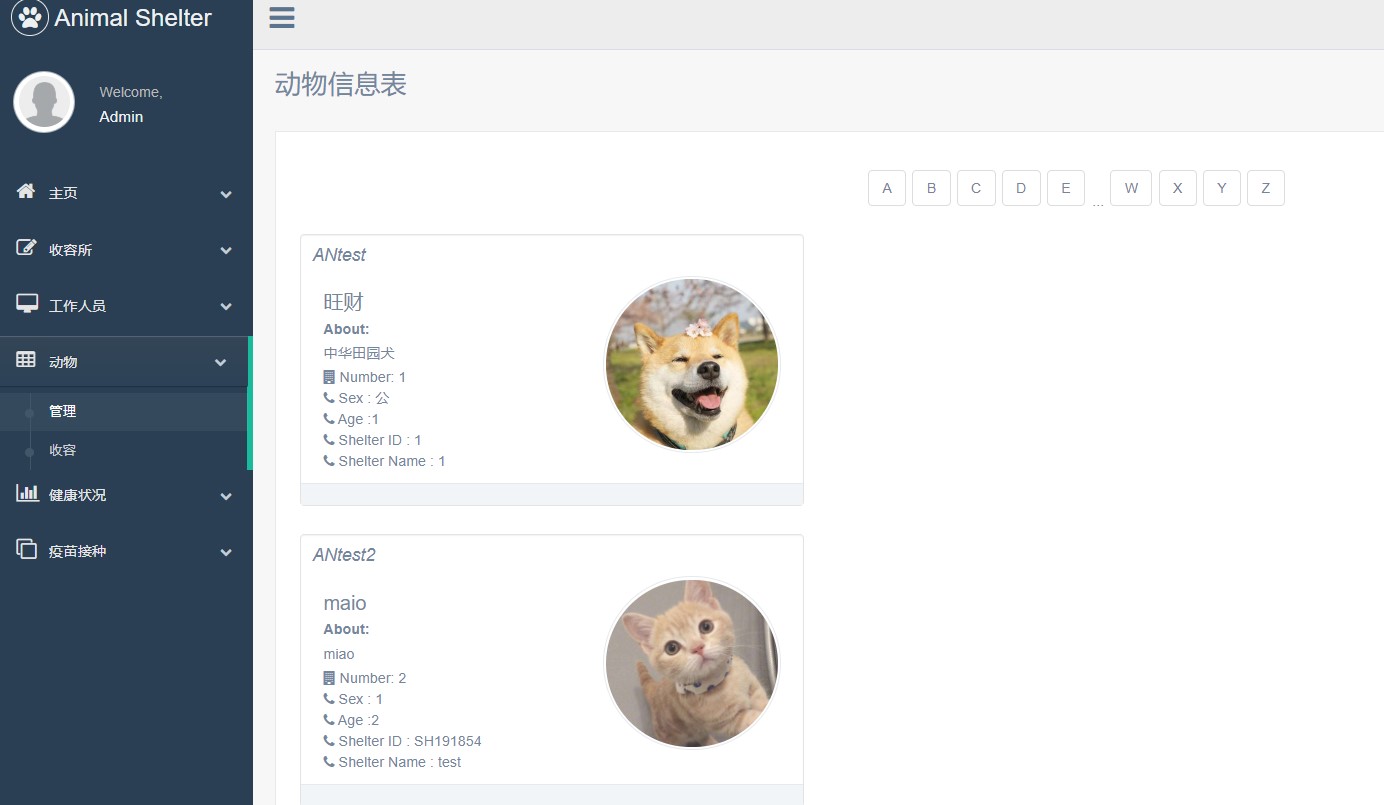 Animal Shelter
Welcome,
Admin
主页
收容所
工作人员
动物
管理
收容
健康状况
疫苗接种
动物信息表
A B C D E ... W X Y Z
ANtest
旺财
About:
中华田园犬
Number: 1
Sex : 公
Age :1
Shelter ID : 1
Shelter Name : 1
ANtest2
maio
About:
miao
Number: 2
Sex : 1
Age :2
Shelter ID : SH191854
Shelter Name : test